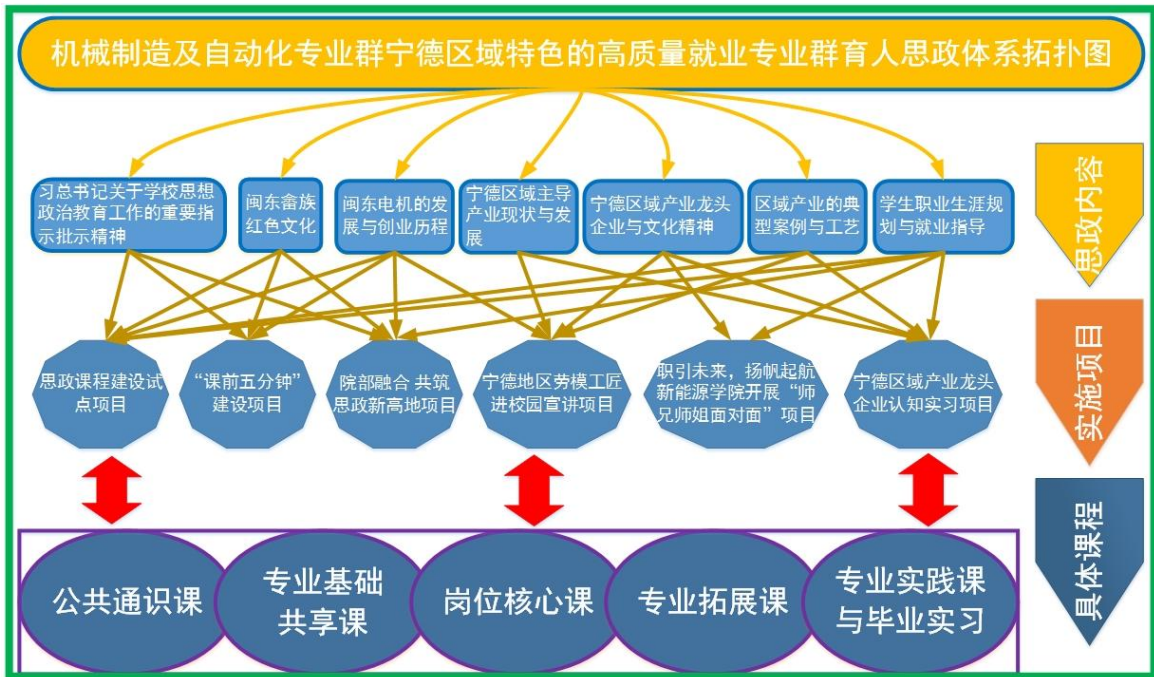 机械制造及自动化专业群宁德区域特色的高质量就业专业群育人思政体系拓扑图
习总书记关于学校思想
政治教育工作的重要指
示批示精神
闽东畲族
红色文化
闽东电机的发
展与创业历程
宁德区域主导
产业现状与发
展
宁德区域产业龙头
企业与文化精神
区域产业的典
型案例与工艺
学生职业生涯规
划与就业指导
思政内容
思政课程建设试
点项目
“课前五分钟”
建设项目
院部融合 共筑
思政新高地项目
宁德地区劳模工匠
进校园宣讲项目
职引未来，扬帆起航
新能源学院开展“师
兄师姐面对面”项目
宁德区域产业龙头
企业认知实习项目
实施项目
公共通识课
专业基础
共享课
岗位核心课
专业拓展课
专业实践课
与毕业实习
具体课程